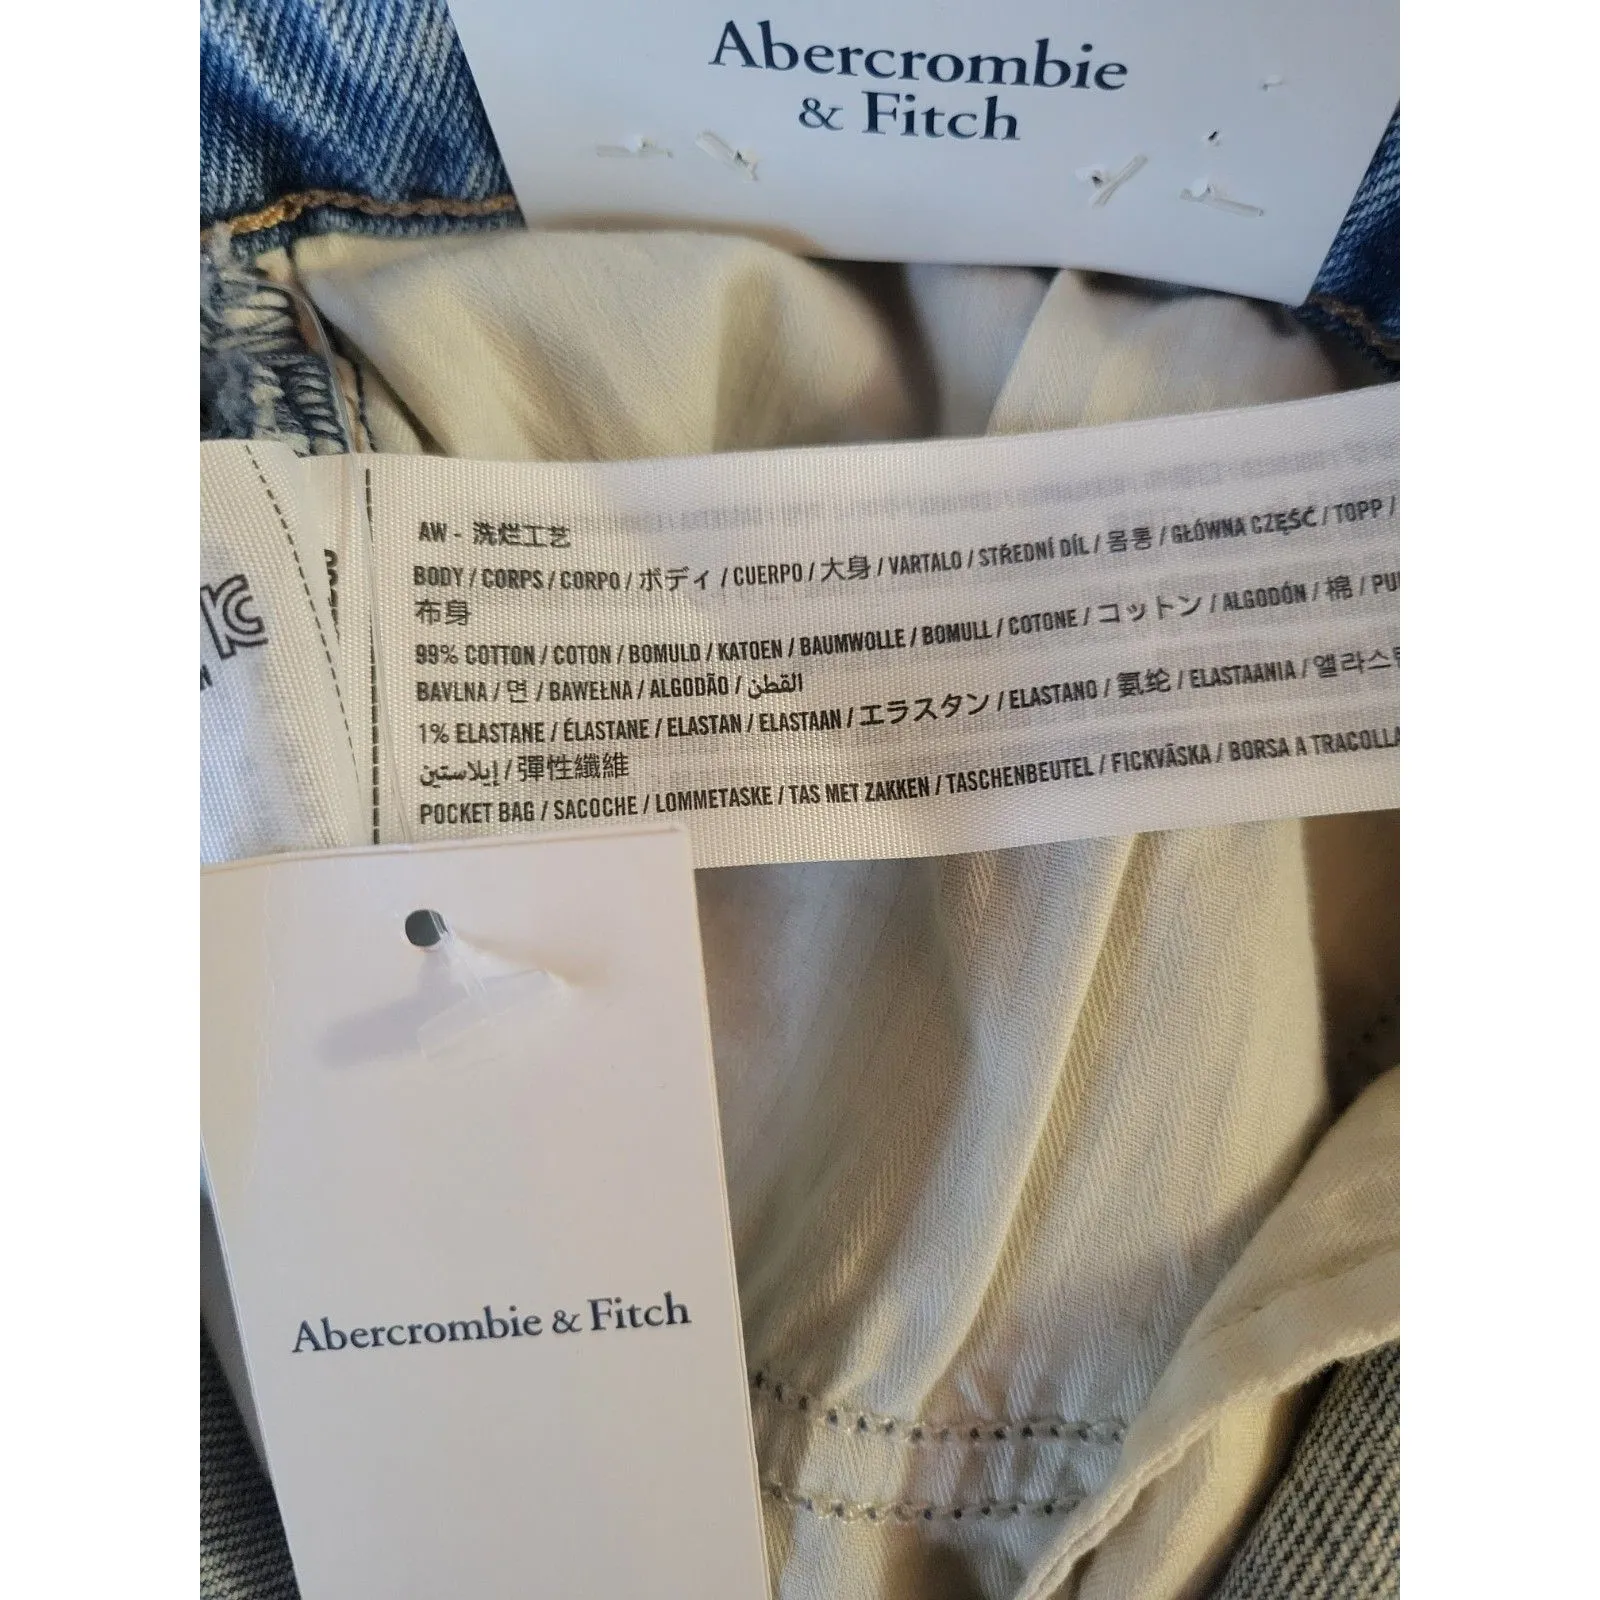 Abercrombie
& Fitch
AW - 洗烂工艺
BODY / CORPS / CORPO / ボディ / CUERPO / 大身 / VARTALO / STŘEDNÍ DÍL / 몸통 / GŁÓWNA CZĘŚĆ / TOPP /
布身
99% COTTON / COTON / BOMULD / KATOEN / BAUMWOLLE / BOMULL / COTONE / コットン / ALGODÓN / 棉 /
BAVLNA / 면 / BAWEŁNA / ALGODÃO / القطن
1% ELASTANE / ÉLASTANE / ELASTAN / ELASTAAN / エラスタン / ELASTANO / 氨纶 / ELASTAANIA /
إيلاستين / 彈性纖維
POCKET BAG / SACOCHE / LOMMETASKE / TAS MET ZAKKEN / TASCHENBEUTEL / FICKVÄSKA / BORSA A TRACOLLA
Abercrombie & Fitch